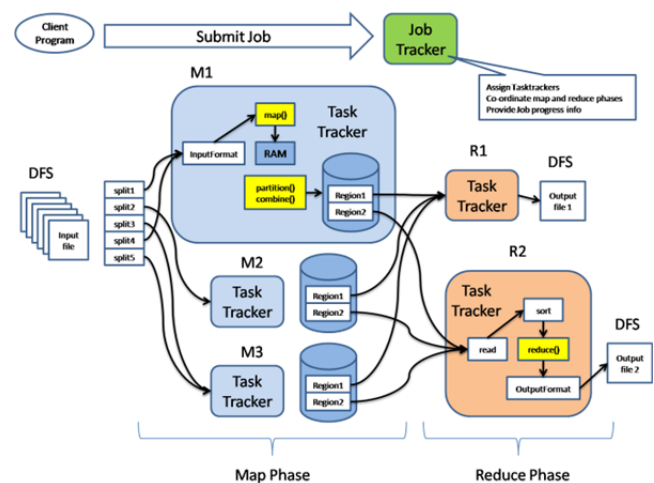 Client
Program
Submit Job
Job
Tracker
Assign Tasktrackers
Co-ordinate map and reduce phases
Provide Job progress info
M1
map()
Task
Tracker
InputFormat
RAM
partition()
combine()
Region1
Region2
DFS
Input
file
split1
split2
split3
split4
split5
M2
Task
Tracker
Region1
Region2
M3
Task
Tracker
Region1
Region2
R1
Task
Tracker
DFS
Output
file 1
R2
Task
Tracker
sort
read
reduce()
OutputFormat
DFS
Output
file 2
Map Phase
Reduce Phase